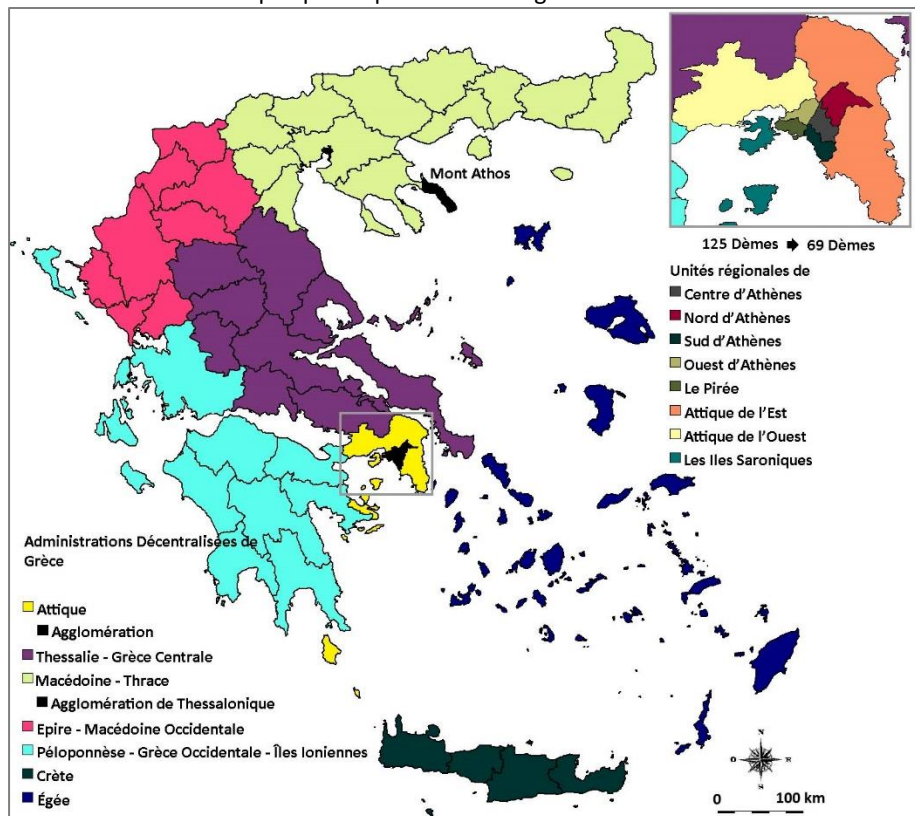 Mont Athos
125 Dèmes → 69 Dèmes
Unités régionales de
Centre d'Athènes
Nord d'Athènes
Sud d'Athènes
Ouest d'Athènes
Le Pirée
Attique de l'Est
Attique de l'Ouest
Les Iles Saroniques
Administrations Décentralisées de
Grèce
Attique
Agglomération
Thessalie - Grèce Centrale
Macédoine - Thrace
Agglomération de Thessalonique
Epire - Macédoine Occidentale
Péloponnèse - Grèce Occidentale - Îles Ioniennes
Crète
Égée
N
O
E
S
0 100 km